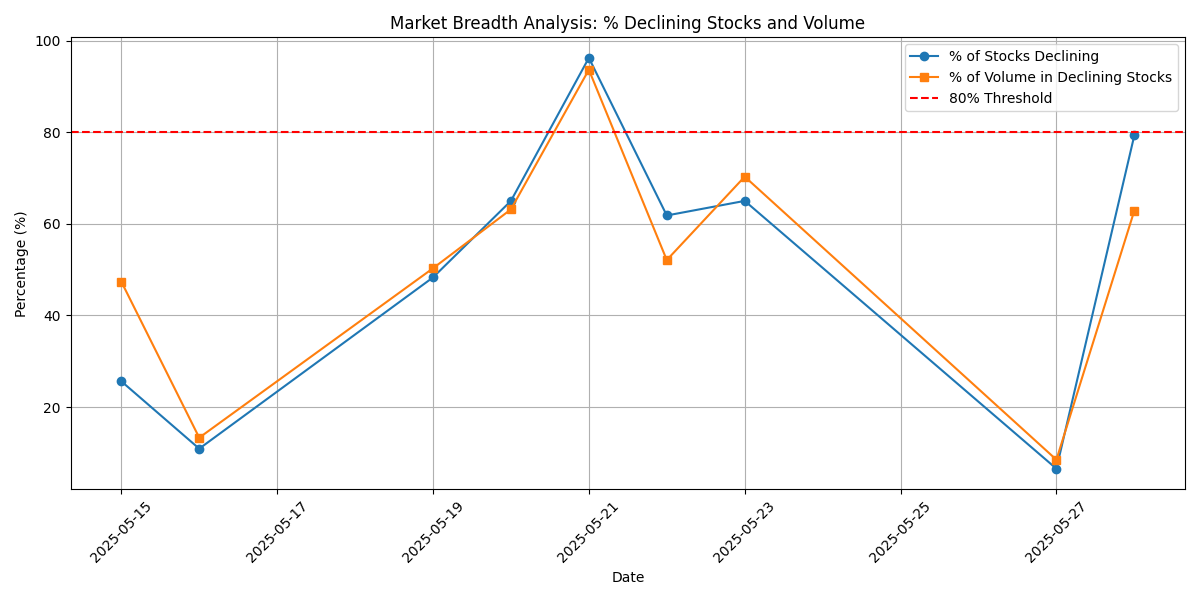 Market Breadth Analysis: % Declining Stocks and Volume
% of Stocks Declining
% of Volume in Declining Stocks
80% Threshold
Percentage (%)
100
80
60
40
20
2025-05-15
2025-05-17
2025-05-19
2025-05-21
2025-05-23
2025-05-25
2025-05-27
Date